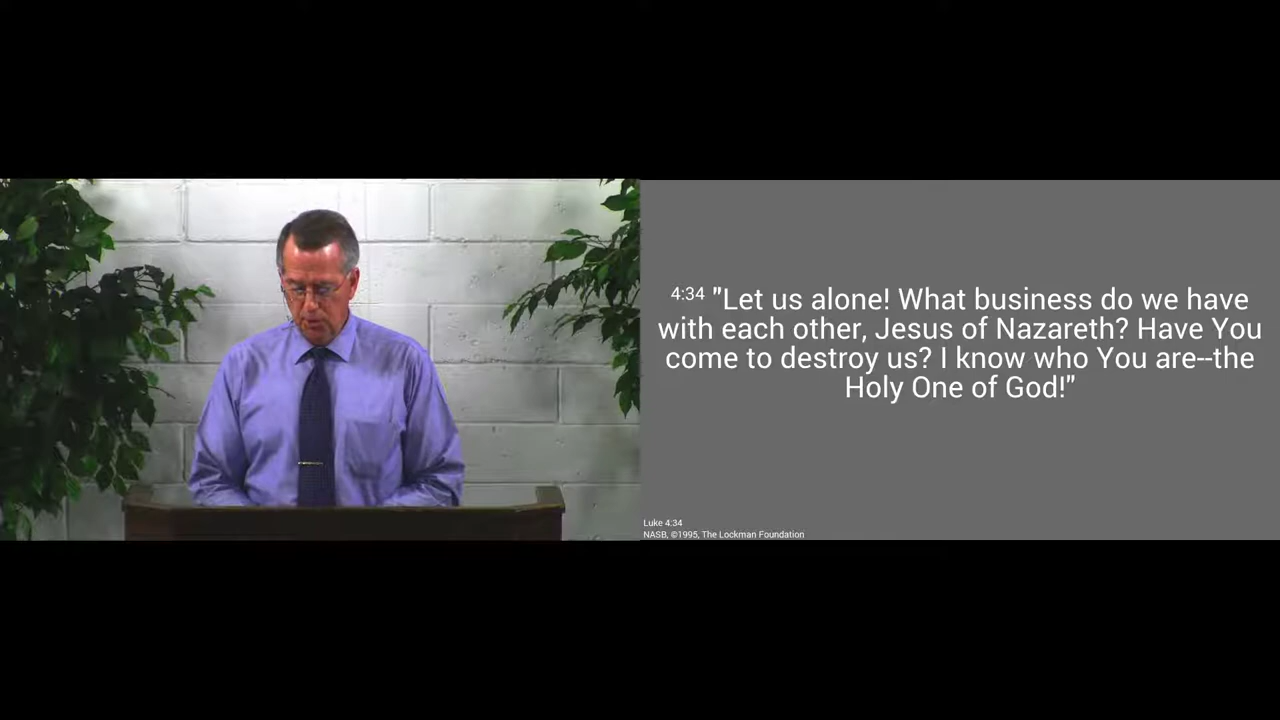 4:34 "Let us alone! What business do we have
with each other, Jesus of Nazareth? Have You
come to destroy us? I know who You are--the
Holy One of God!"
Luke 4:34
NASB, ©1995, The Lockman Foundation